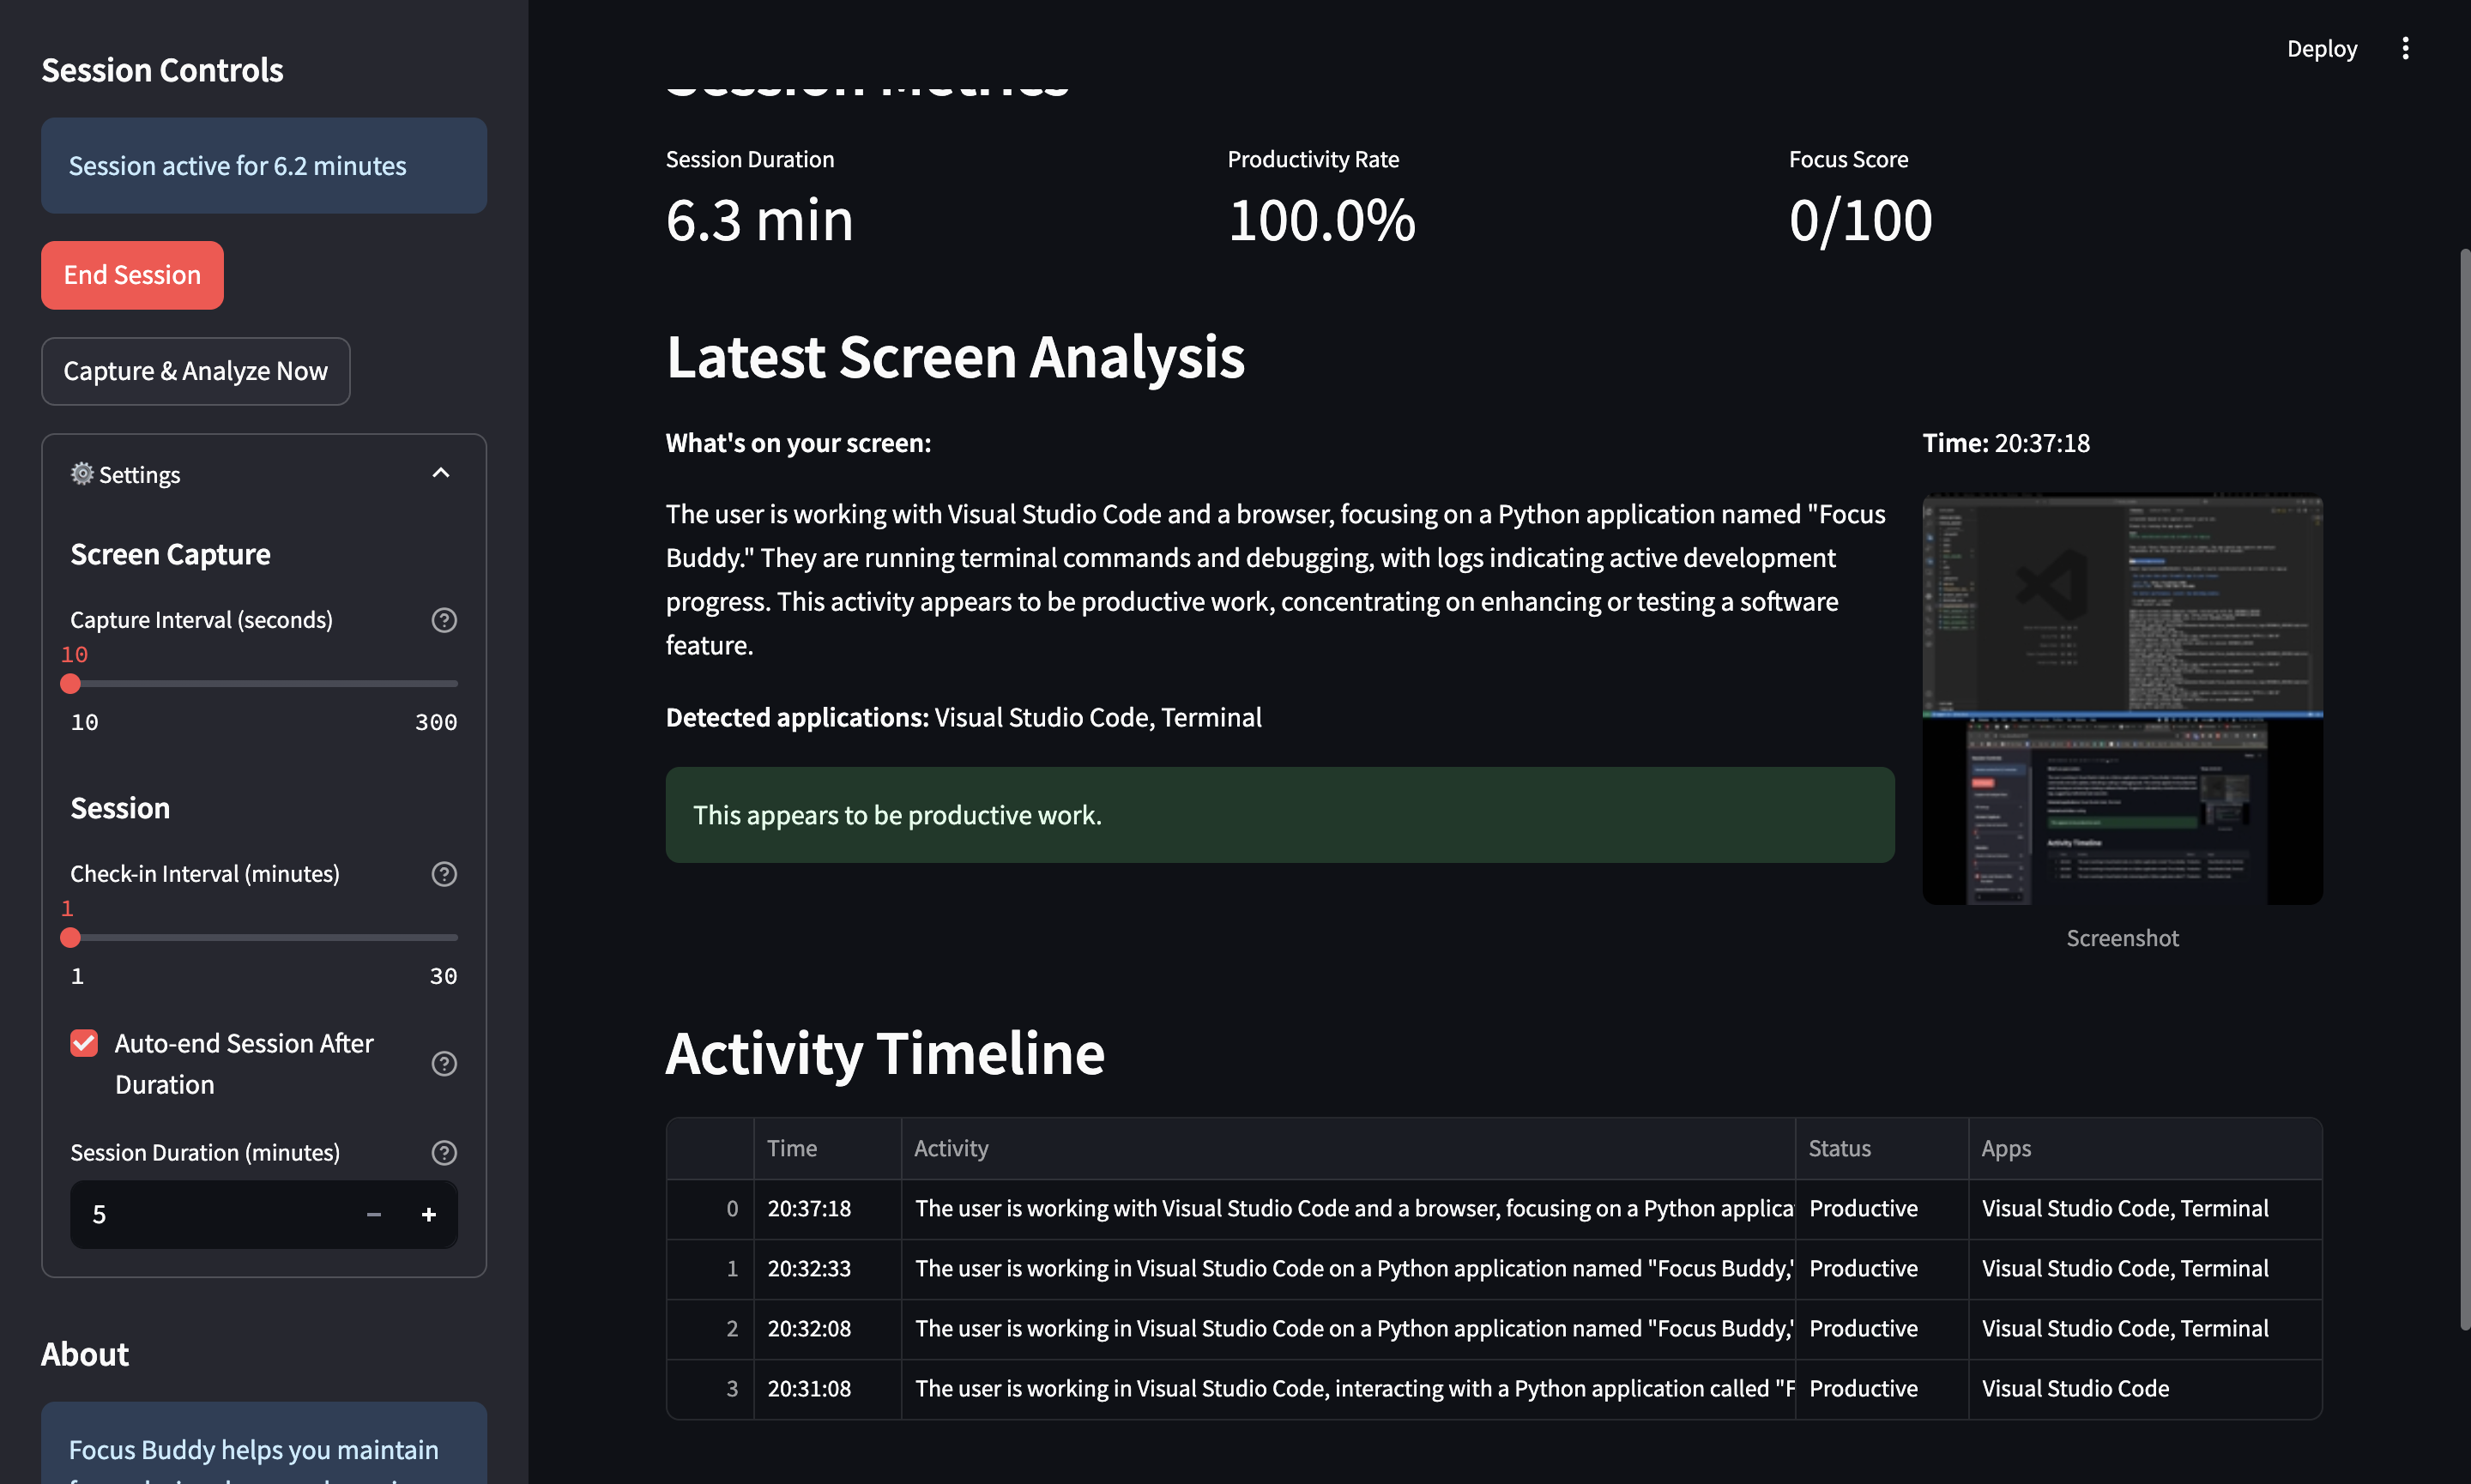 Session Controls
Session active for 6.2 minutes
End Session
Capture & Analyze Now
Settings
Screen Capture
Capture Interval (seconds)
10
10 300
Session
Check-in Interval (minutes)
1
1 30
Auto-end Session After
Duration
Session Duration (minutes)
5 − +
About
Focus Buddy helps you maintain
Deploy
Session Metrics
Session Duration Productivity Rate Focus Score
6.3 min 100.0% 0/100
Latest Screen Analysis
What's on your screen:
The user is working with Visual Studio Code and a browser, focusing on a Python application named "Focus
Buddy." They are running terminal commands and debugging, with logs indicating active development
progress. This activity appears to be productive work, concentrating on enhancing or testing a software
feature.
Detected applications: Visual Studio Code, Terminal
This appears to be productive work.
Time: 20:37:18
Activity Timeline
Screenshot
Activity Timeline
Time Activity Status Apps
0 20:37:18 The user is working with Visual Studio Code and a browser, focusing on a Python applica Productive Visual Studio Code, Terminal
1 20:32:33 The user is working in Visual Studio Code on a Python application named "Focus Buddy,' Productive Visual Studio Code, Terminal
2 20:32:08 The user is working in Visual Studio Code on a Python application named "Focus Buddy,' Productive Visual Studio Code, Terminal
3 20:31:08 The user is working in Visual Studio Code, interacting with a Python application called "F Productive Visual Studio Code